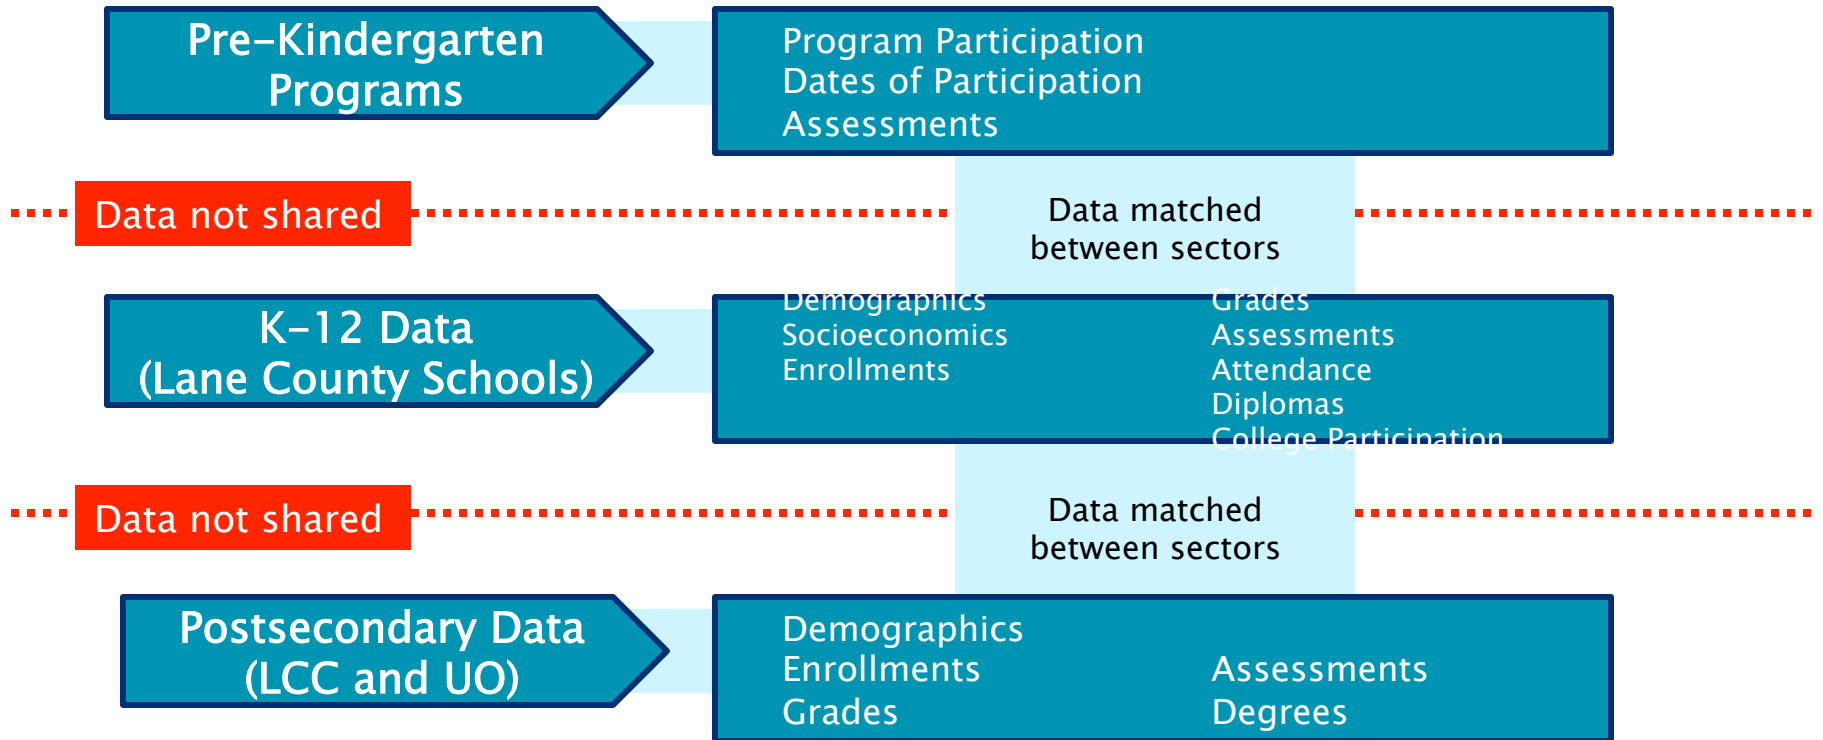 Pre-Kindergarten
Programs
Program Participation
Dates of Participation
Assessments
Data not shared
Data matched
between sectors
K-12 Data
(Lane County Schools)
Demographics
Socioeconomics
Enrollments
Grades
Assessments
Attendance
Diplomas
College Participation
Data not shared
Data matched
between sectors
Postsecondary Data
(LCC and UO)
Demographics
Enrollments
Grades
Assessments
Degrees